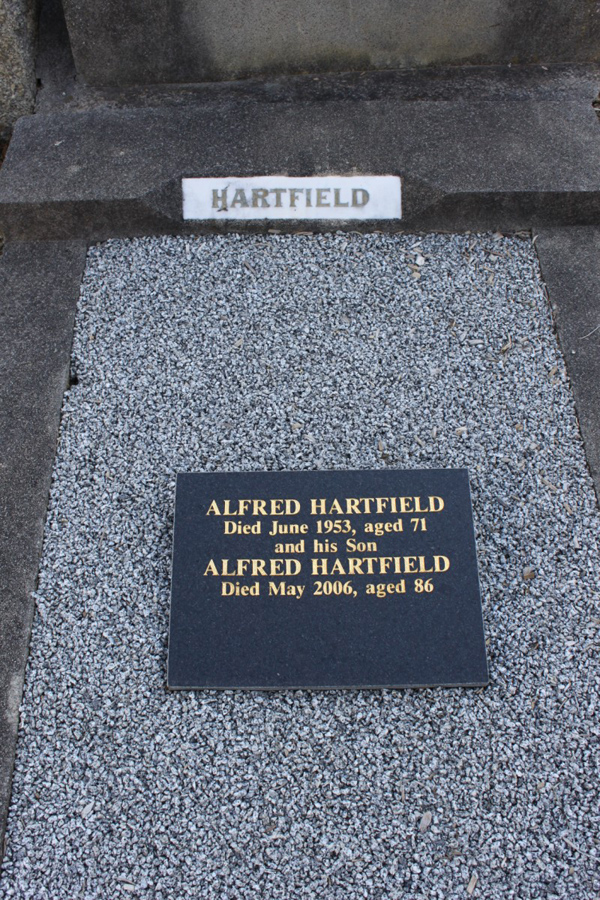 HARTFIELD
ALFRED HARTFIELD
Died June 1953, aged 71
and his Son
ALFRED HARTFIELD
Died May 2006, aged 86